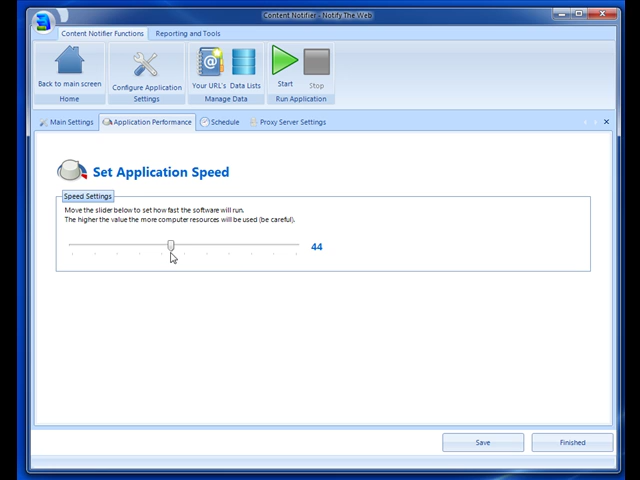 Content Notifier - Notify The Web
Content Notifier Functions Reporting and Tools
Back to main screen Configure Application Your URL's Data Lists Start Stop
Home Settings Manage Data Run Application
Main Settings Application Performance Schedule Proxy Server Settings
Set Application Speed
Speed Settings
Move the slider below to set how fast the software will run.
The higher the value the more computer resources will be used (be careful).
44
Save Finished